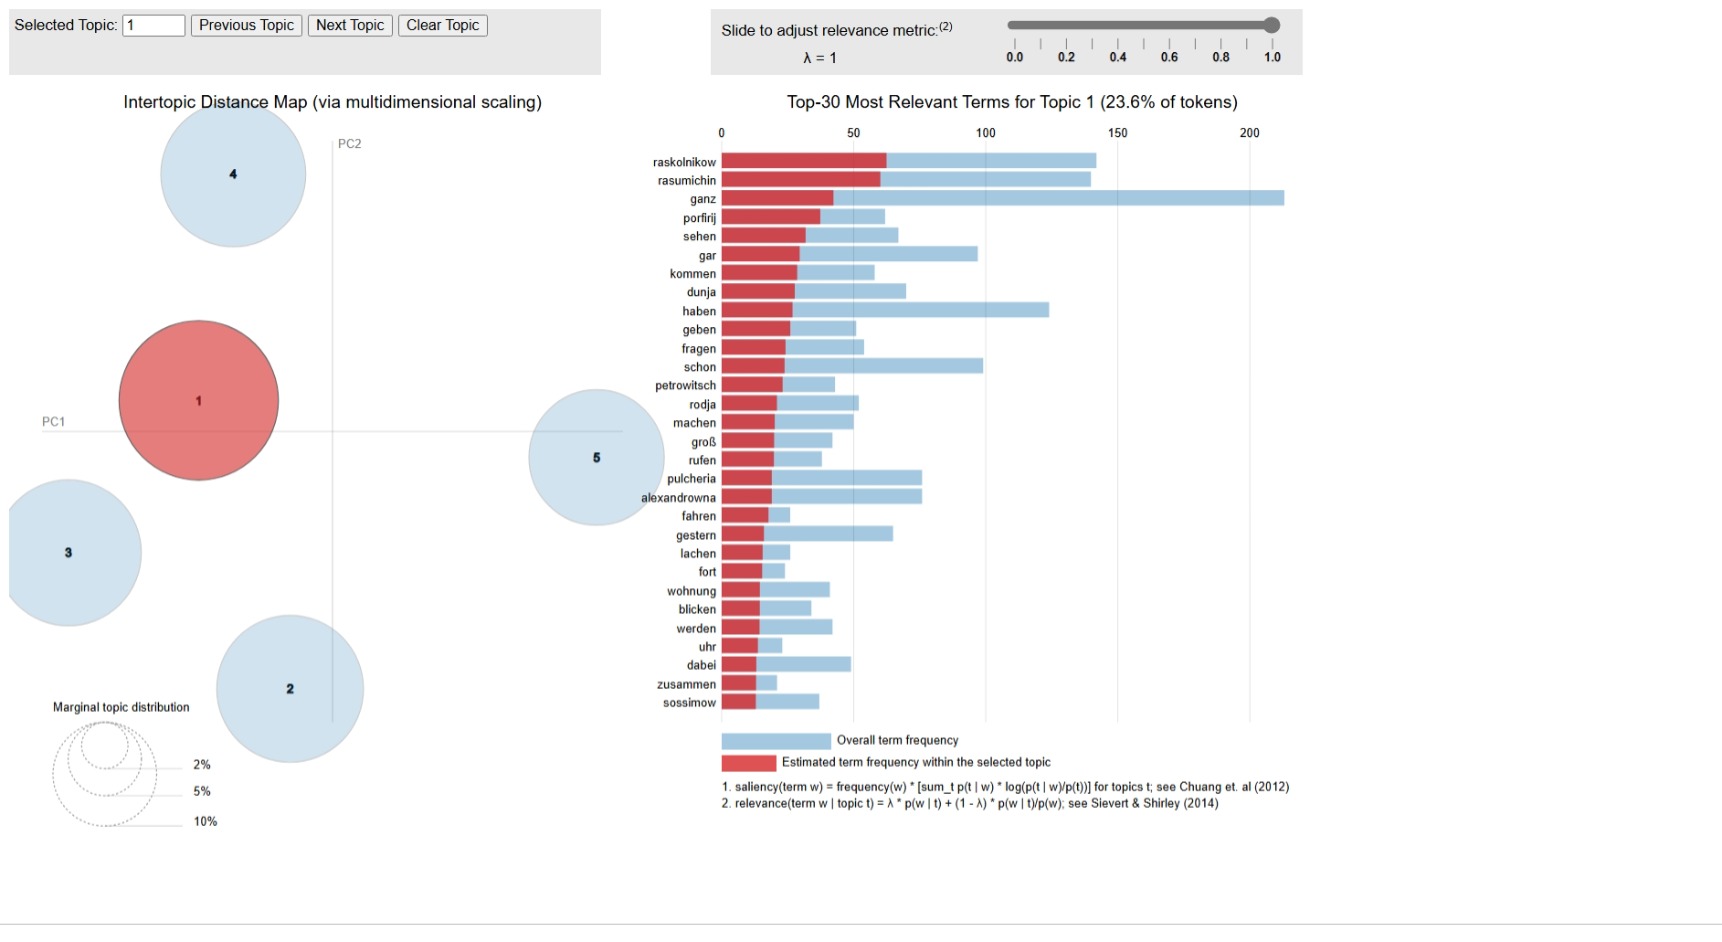 Selected Topic: 1 Previous Topic Next Topic Clear Topic
Slide to adjust relevance metric:(2)
λ = 1
0.0 0.2 0.4 0.6 0.8 1.0
Intertopic Distance Map (via multidimensional scaling)
PC2
PC1
4
1
5
3
2
Marginal topic distribution
2%
5%
10%
Top-30 Most Relevant Terms for Topic 1 (23.6% of tokens)
0 50 100 150 200
raskolnikow
rasumichin
ganz
porfirij
sehen
gar
kommen
dunja
haben
geben
fragen
schon
petrowitsch
rodja
machen
groß
rufen
pulcheria
alexandrowna
fahren
gestern
lachen
fort
wohnung
blicken
werden
uhr
dabei
zusammen
sossimow
Overall term frequency
Estimated term frequency within the selected topic
1. saliency(term w) = frequency(w) * [sum_t p(t | w) * log(p(t | w)/p(t))] for topics t; see Chuang et. al (2012)
2. relevance(term w | topic t) = λ * p(w | t) + (1 - λ) * p(w | t)/p(w); see Sievert & Shirley (2014)